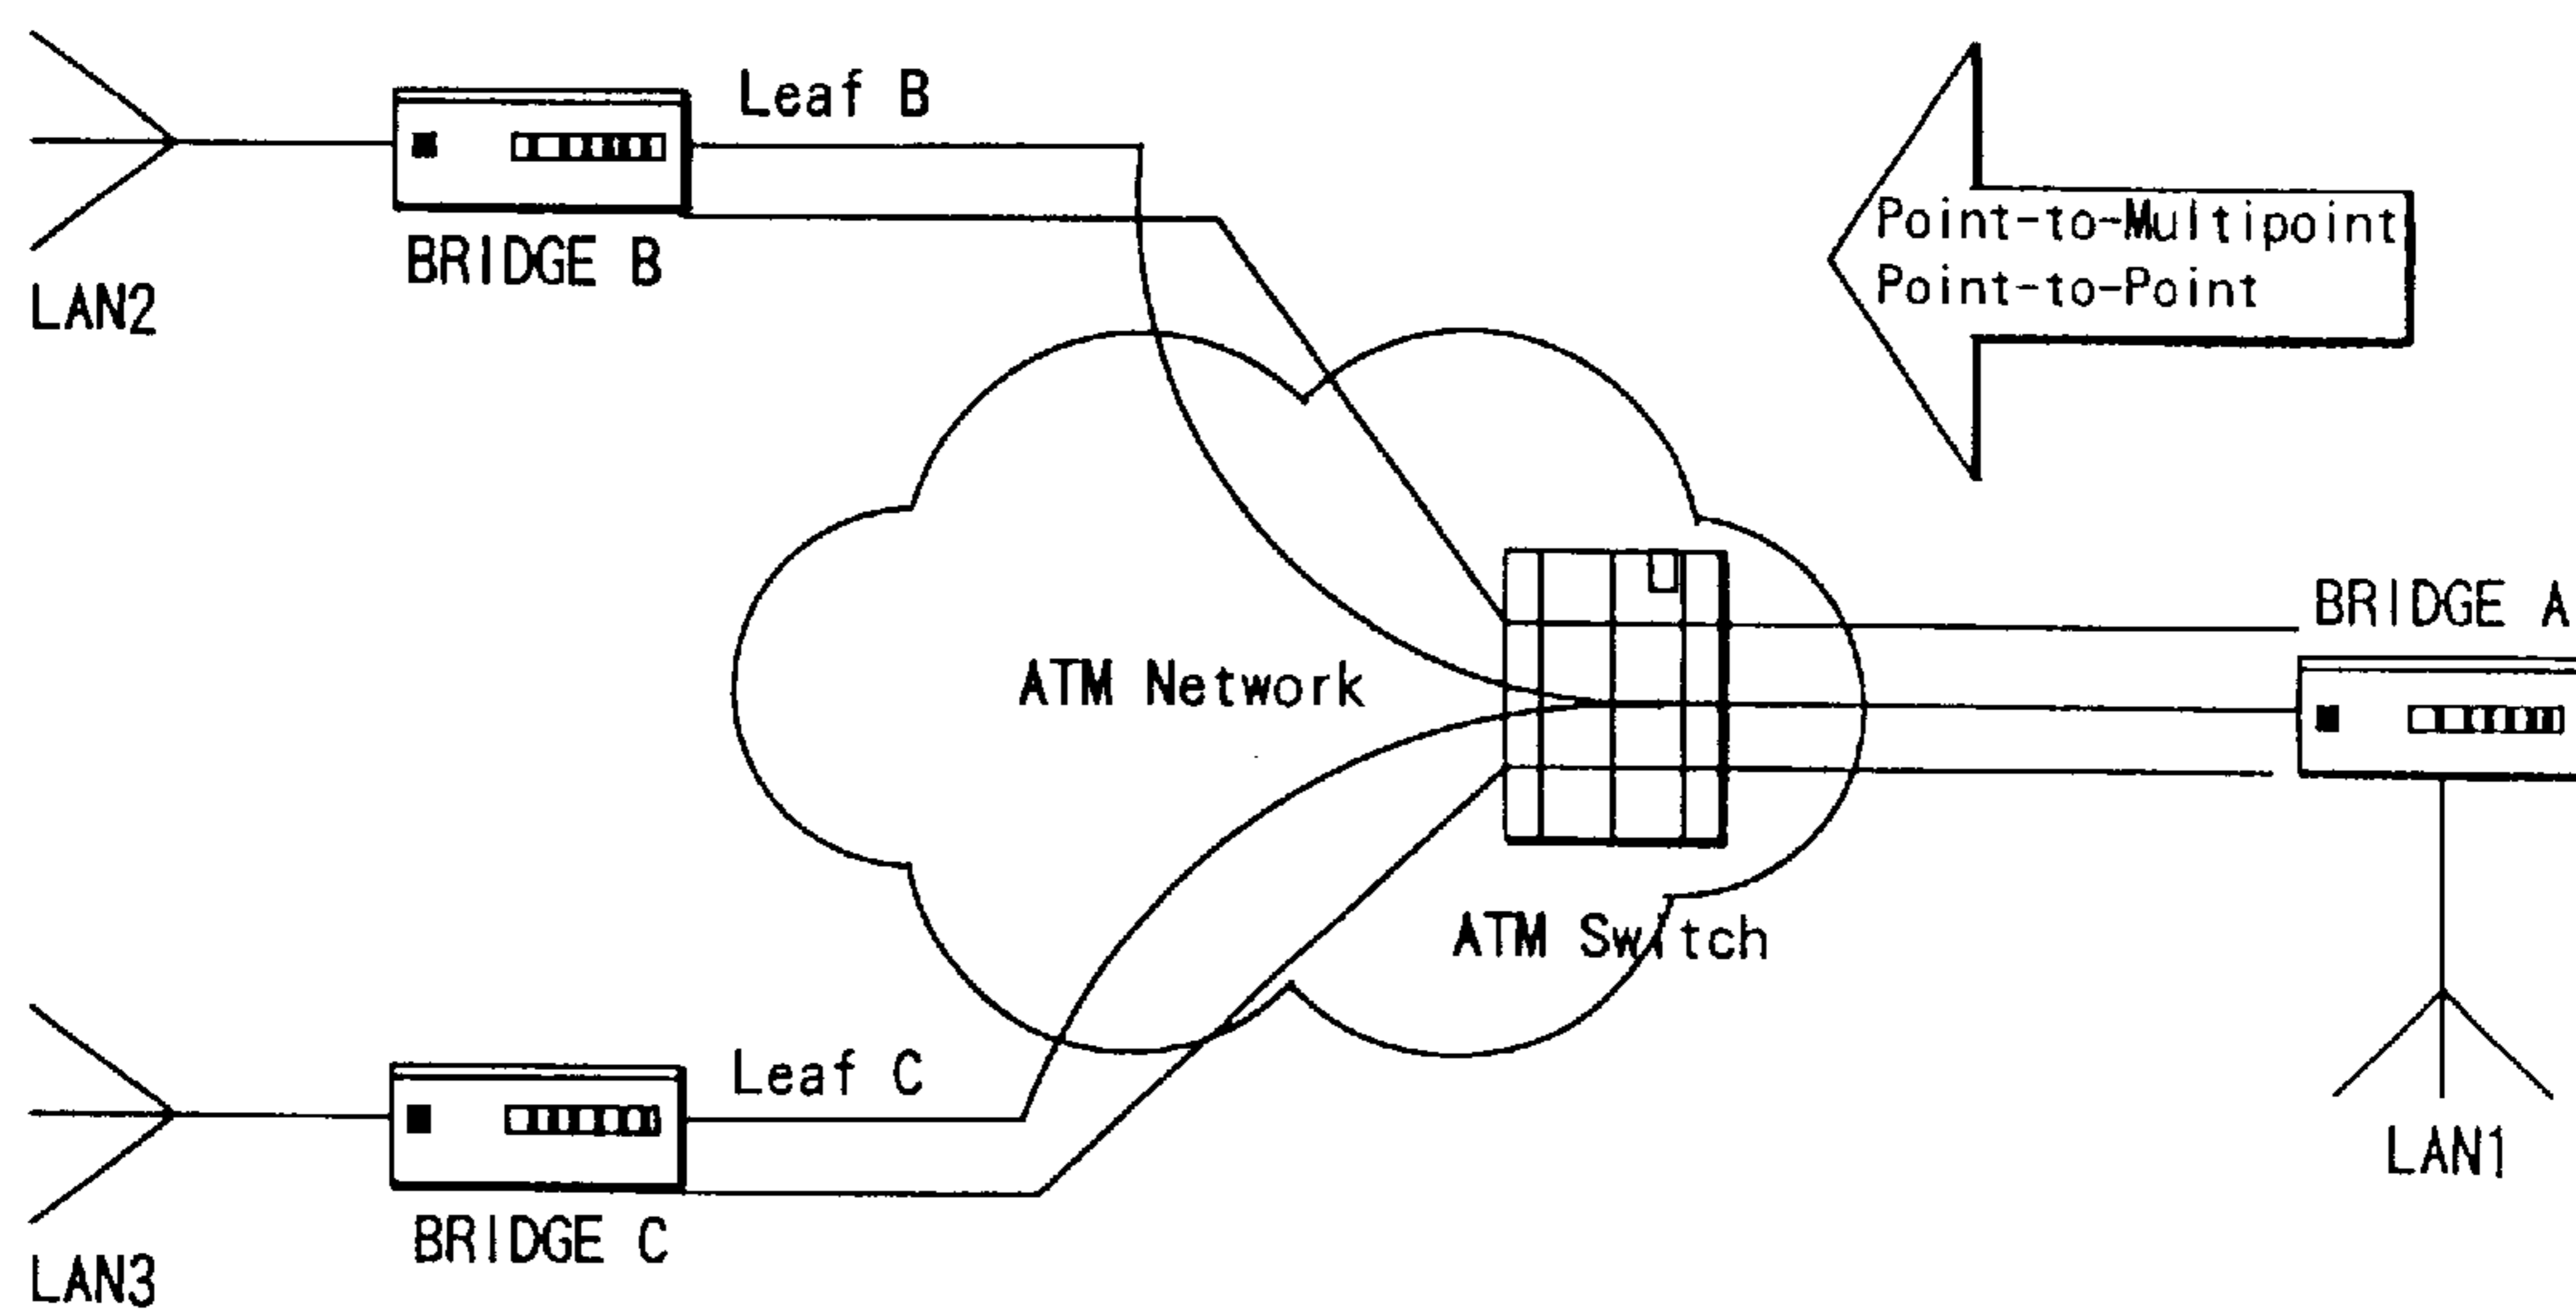 Leaf B
BRIDGE B
LAN2
Point-to-Multipoint
Point-to-Point
ATM Network
BRIDGE A
ATM Switch
Leaf C
BRIDGE C
LAN3
LAN1